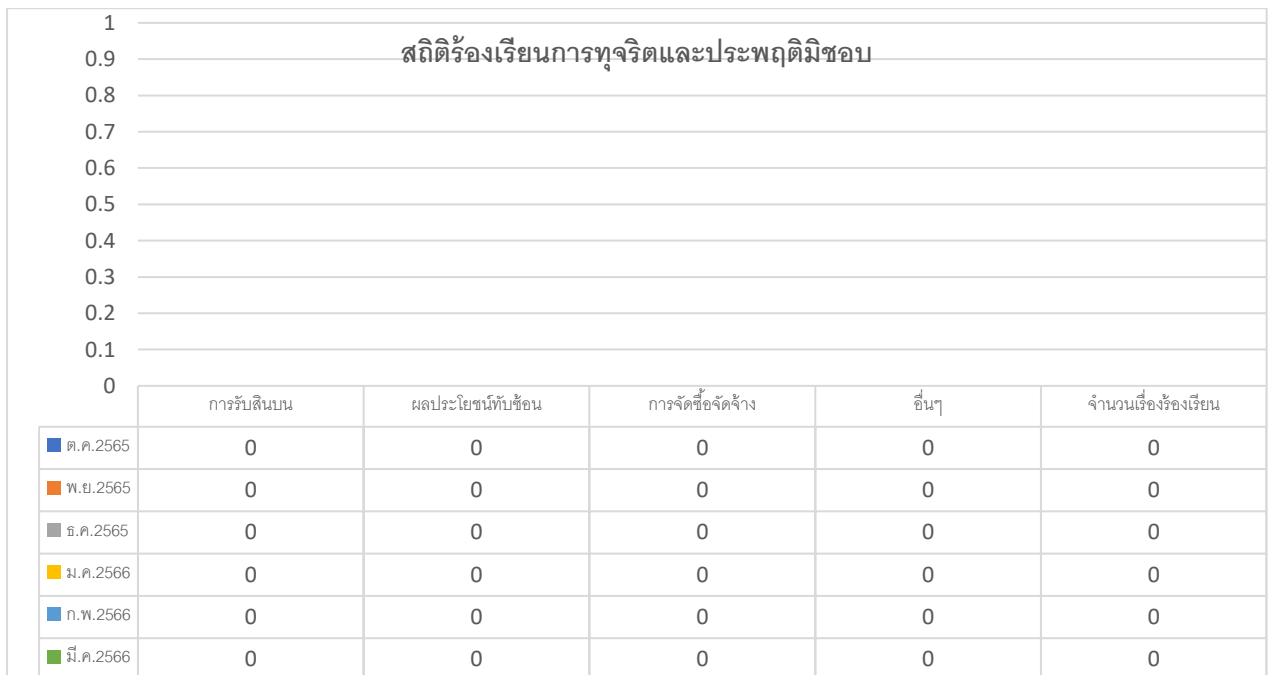 สถิติร้องเรียนการทุจริตและประพฤติมิชอบ
1
0.9
0.8
0.7
0.6
0.5
0.4
0.3
0.2
0.1
0
การรับสินบน ผลประโยชน์ทับซ้อน การจัดซื้อจัดจ้าง อื่นๆ จำนวนเรื่องร้องเรียน
ต.ค.2565 0 0 0 0 0
พ.ย.2565 0 0 0 0 0
ธ.ค.2565 0 0 0 0 0
ม.ค.2566 0 0 0 0 0
ก.พ.2566 0 0 0 0 0
มี.ค.2566 0 0 0 0 0